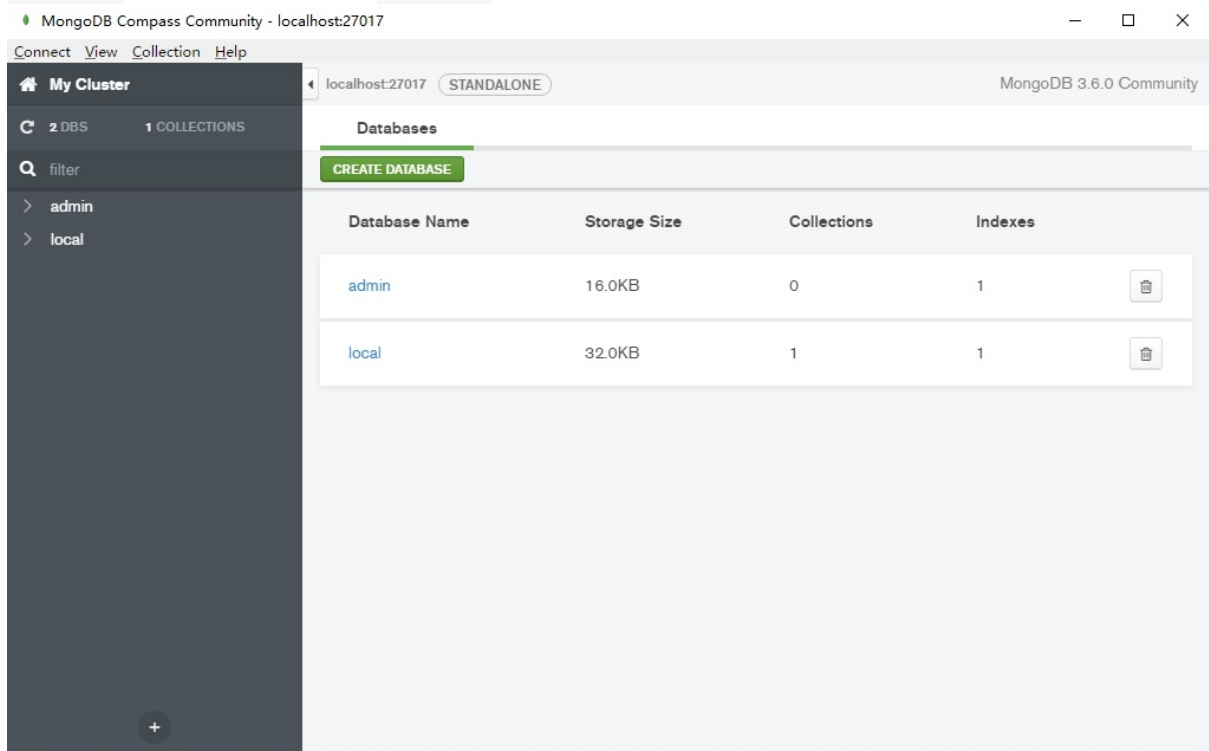 MongoDB Compass Community - localhost:27017
Connect View Collection Help
My Cluster
localhost:27017 STANDALONE MongoDB 3.6.0 Community
2 DBS 1 COLLECTIONS
Databases
filter
CREATE DATABASE
admin
local
Database Name Storage Size Collections Indexes
admin 16.0KB 0 1
local 32.0KB 1 1